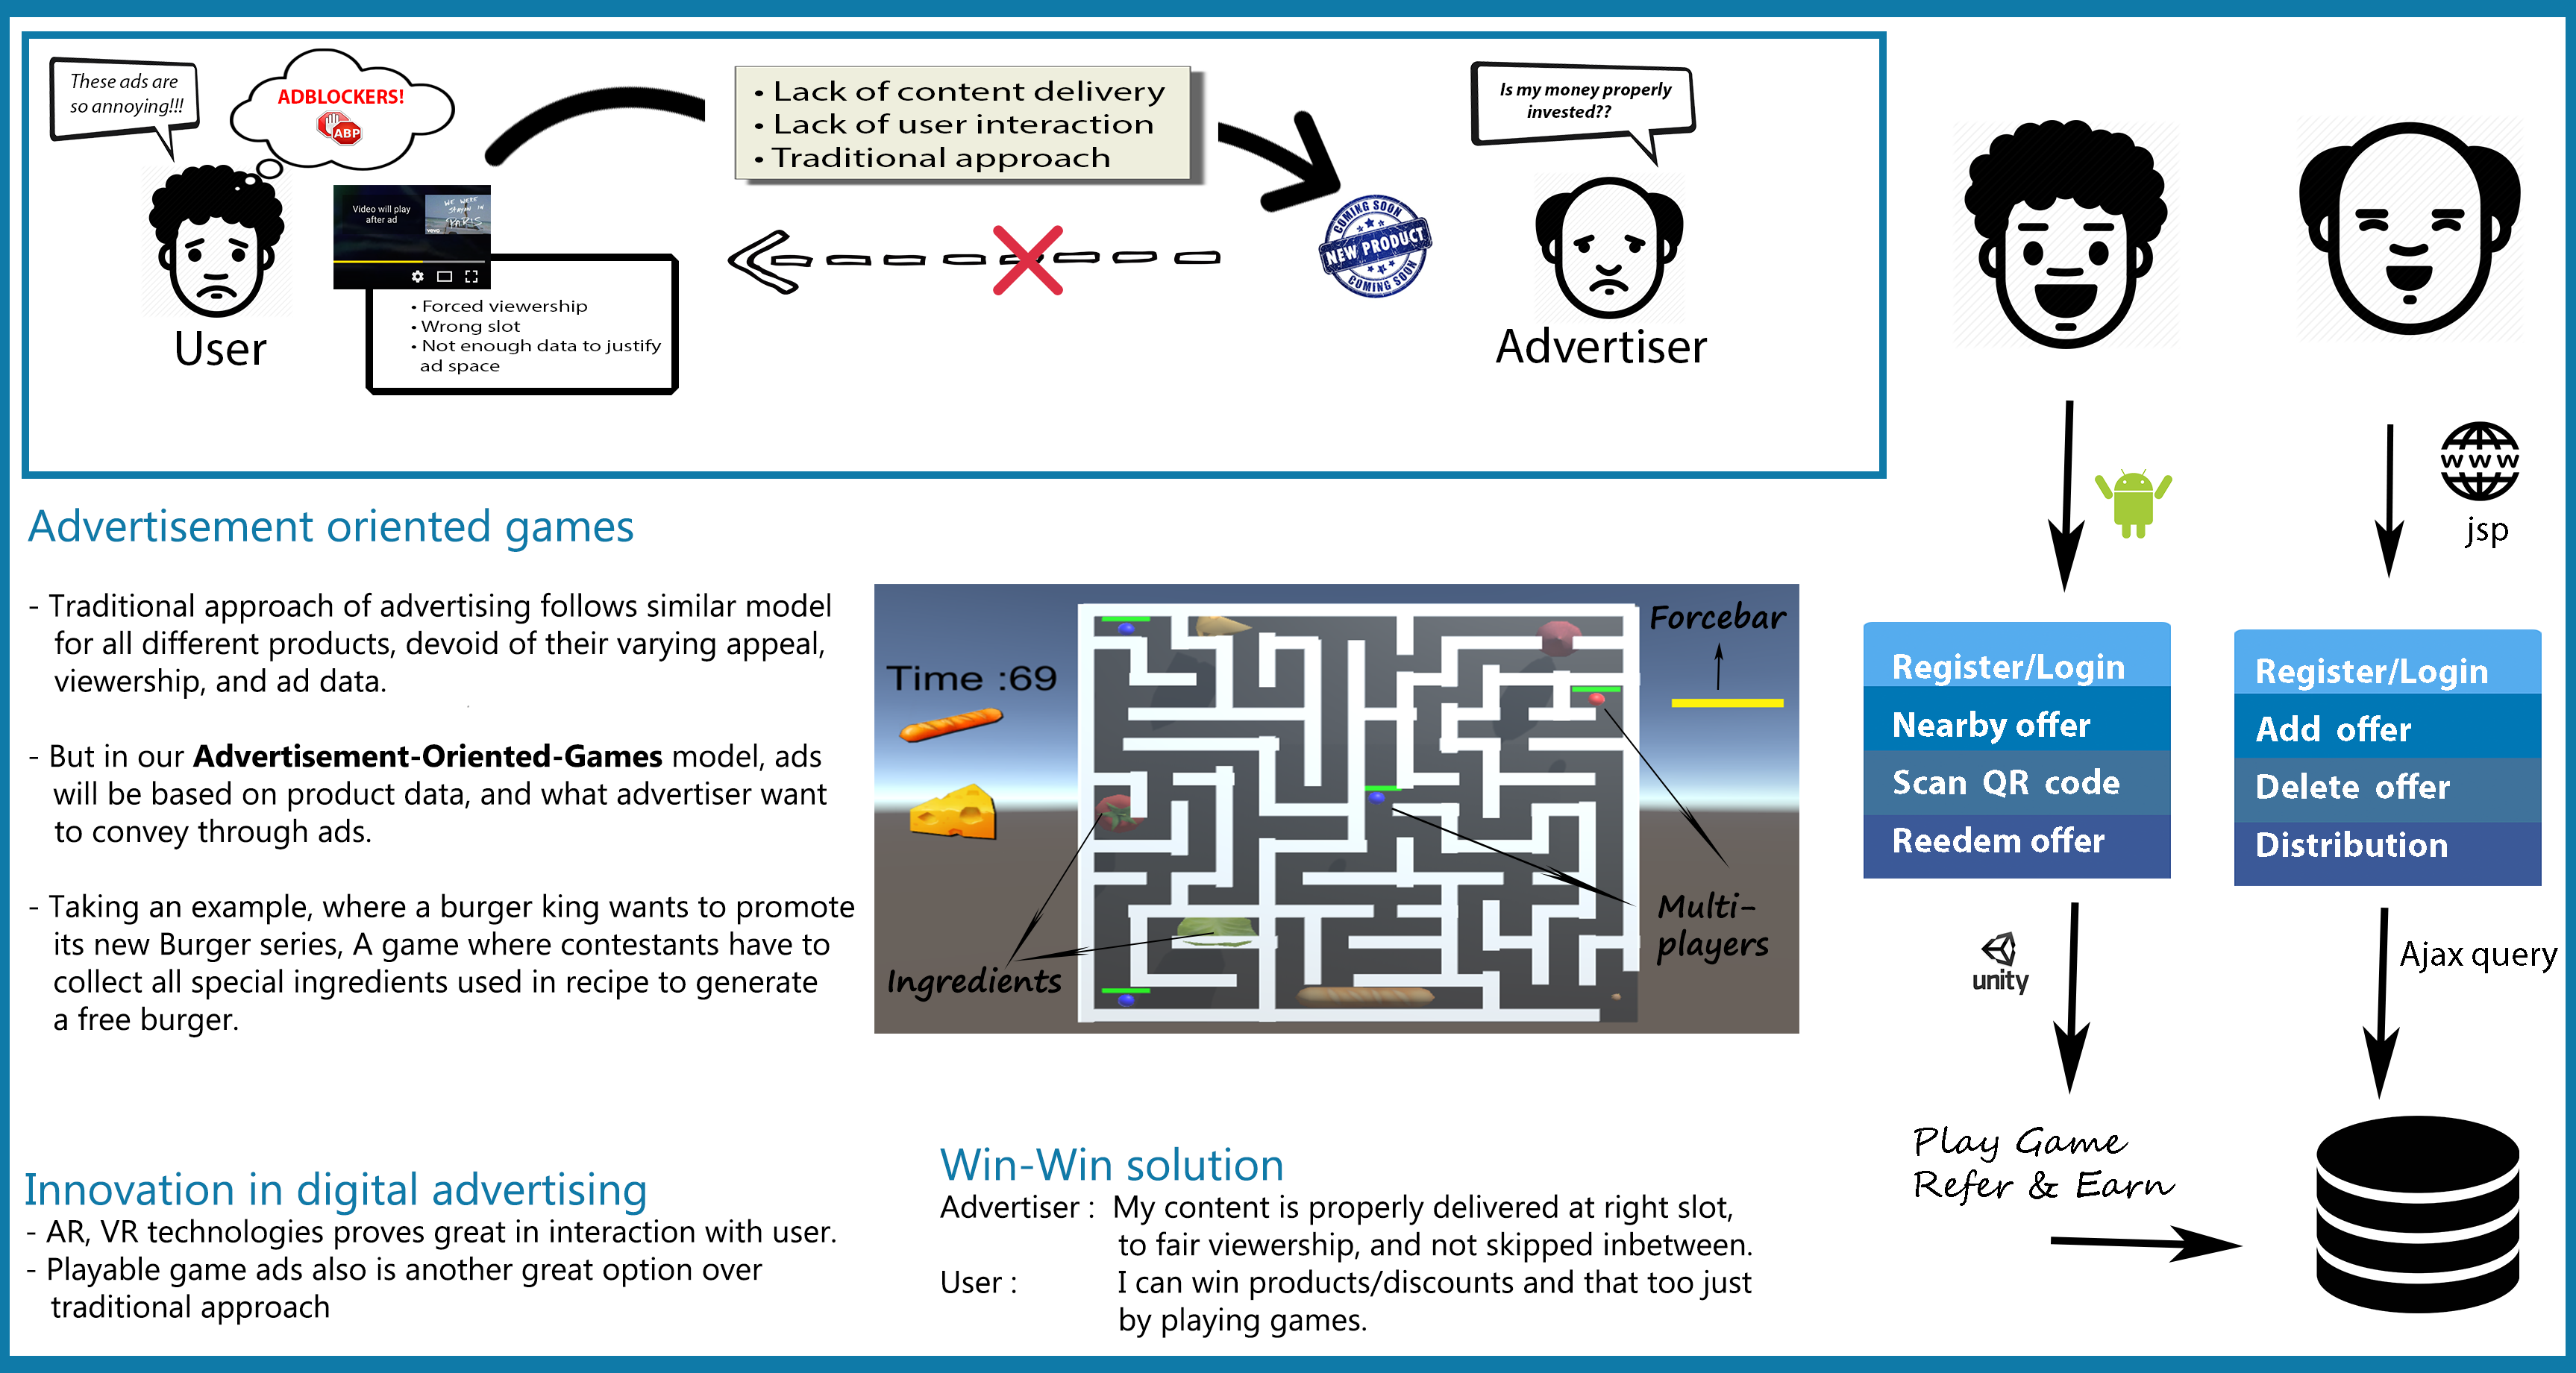 These ads are
so annoying!!!
ADBLOCKERS!
ABP
Video will play
after ad
WE WERE
STAYIN IN
PARIS
vevo
• Forced viewership
• Wrong slot
• Not enough data to justify
ad space
User
• Lack of content delivery
• Lack of user interaction
• Traditional approach
COMING SOON
NEW PRODUCT
COMING SOON
Is my money properly
invested??
Advertiser
Advertisement oriented games
- Traditional approach of advertising follows similar model
for all different products, devoid of their varying appeal,
viewership, and ad data.
- But in our Advertisement-Oriented-Games model, ads
will be based on product data, and what advertiser want
to convey through ads.
- Taking an example, where a burger king wants to promote
its new Burger series, A game where contestants have to
collect all special ingredients used in recipe to generate
a free burger.
Time :69
Forcebar
Multi-
players
Ingredients
Innovation in digital advertising
- AR, VR technologies proves great in interaction with user.
- Playable game ads also is another great option over
traditional approach
Win-Win solution
Advertiser : My content is properly delivered at right slot,
to fair viewership, and not skipped inbetween.
User : I can win products/discounts and that too just
by playing games.
Register/Login
Nearby offer
Scan QR code
Reedem offer
unity
Play Game
Refer & Earn
www
jsp
Register/Login
Add offer
Delete offer
Distribution
Ajax query